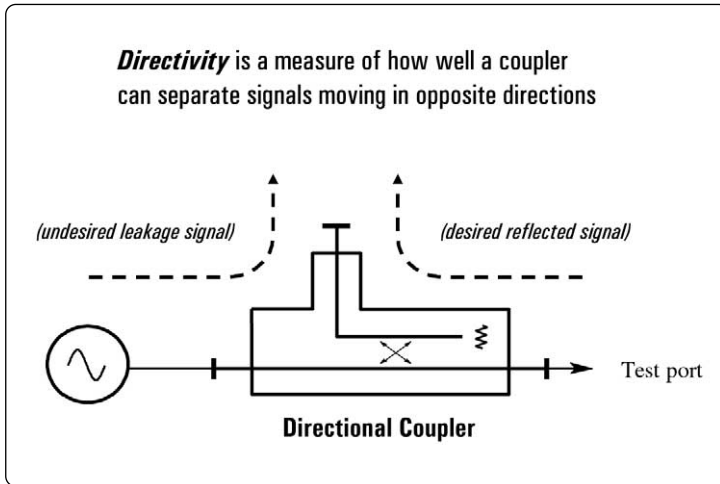 Directivity is a measure of how well a coupler
can separate signals moving in opposite directions
(undesired leakage signal)
(desired reflected signal)
Test port
Directional Coupler